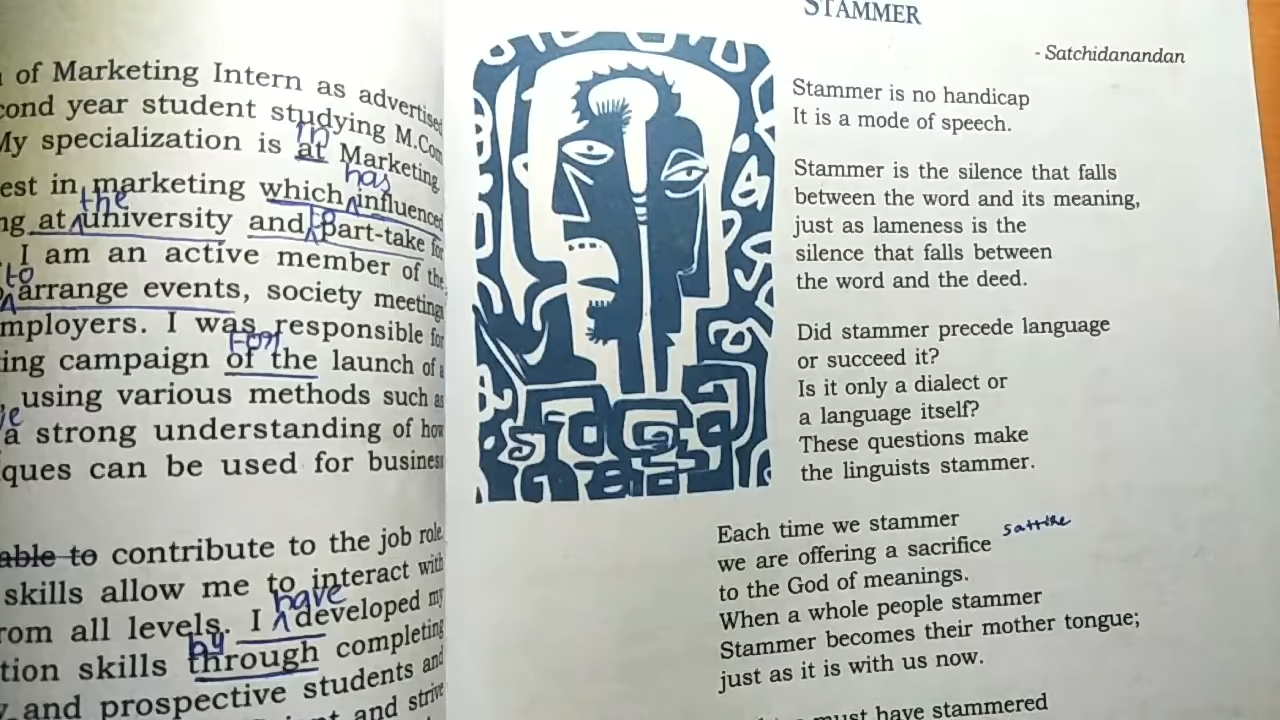 of Marketing Intern as advertised
cond year student studying M.Com
in
My specialization is at Marketing.
has
est in marketing which influenced
the to
ng at university and part-take for
I am an active member of the
to
arrange events, society meetings
mployers. I was responsible for
for
ing campaign of the launch of a
using various methods such as
a strong understanding of how
ques can be used for business
able to contribute to the job role.
skills allow me to interact with
have
rom all levels. I developed my
by
tion skills through completing
and prospective students and
and strive
STAMMER
- Satchidanandan
Stammer is no handicap
It is a mode of speech.
Stammer is the silence that falls
between the word and its meaning,
just as lameness is the
silence that falls between
the word and the deed.
Did stammer precede language
or succeed it?
Is it only a dialect or
a language itself?
These questions make
the linguists stammer.
Each time we stammer
we are offering a sacrifice
to the God of meanings.
When a whole people stammer
Stammer becomes their mother tongue;
just as it is with us now.
must have stammered